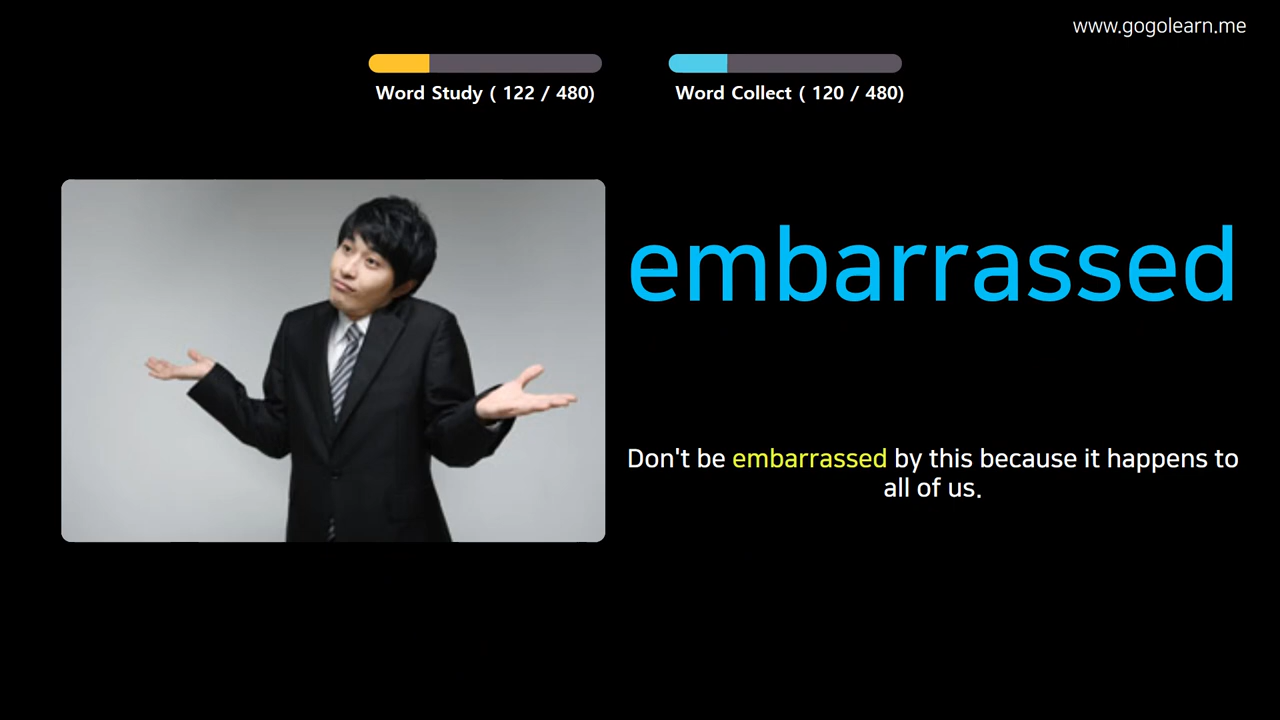 www.gogolearn.me
Word Study ( 122 / 480)
Word Collect ( 120 / 480)
embarrassed
Don't be embarrassed by this because it happens to
all of us.